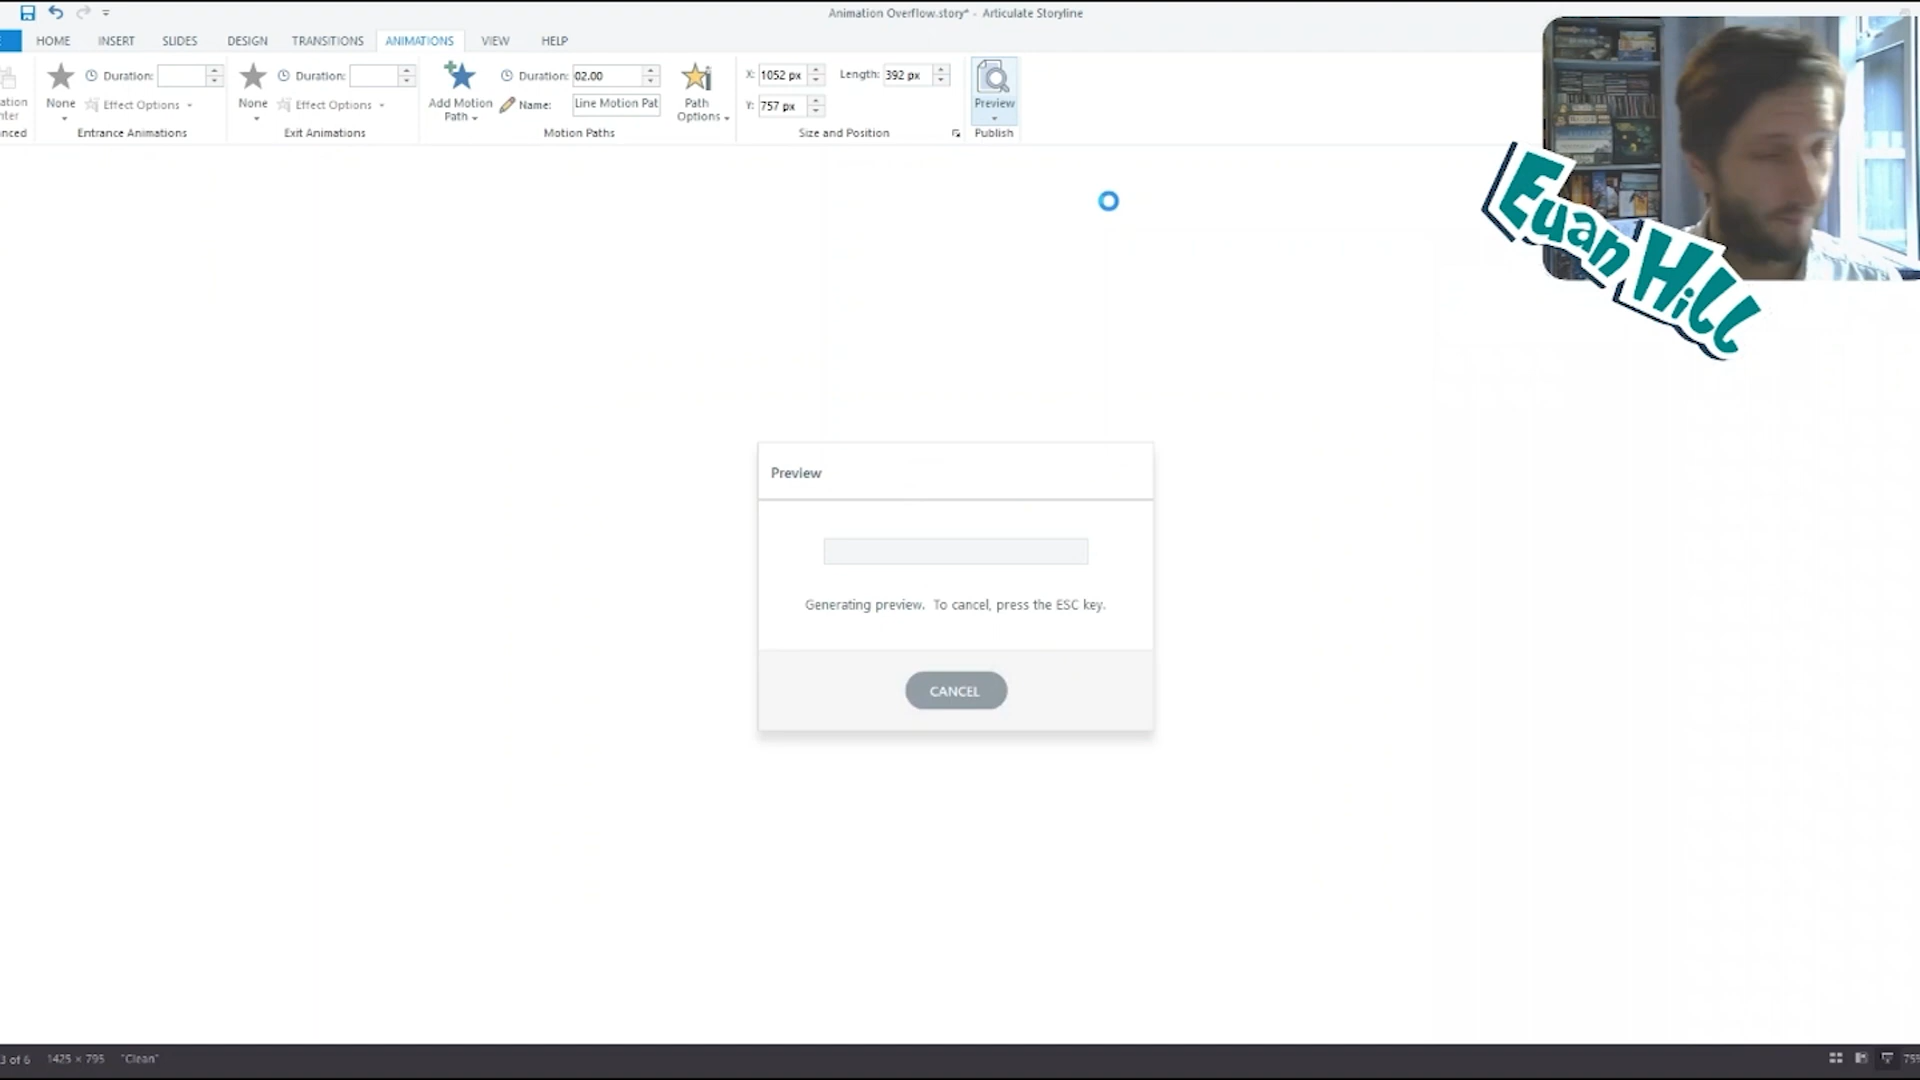 Animation Overflow.story* - Articulate Storyline
HOME INSERT SLIDES DESIGN TRANSITIONS ANIMATIONS VIEW HELP
Duration: Duration: Duration: 02.00 X: 1052 px Length: 392 px
None Effect Options None Effect Options Add Motion Path Name: Line Motion Pat Path Options Y: 757 px Preview
Entrance Animations Exit Animations Motion Paths Size and Position Publish
Euan Hill
Preview
Generating preview. To cancel, press the ESC key.
CANCEL
3 of 6 1425 × 795 "Clean"